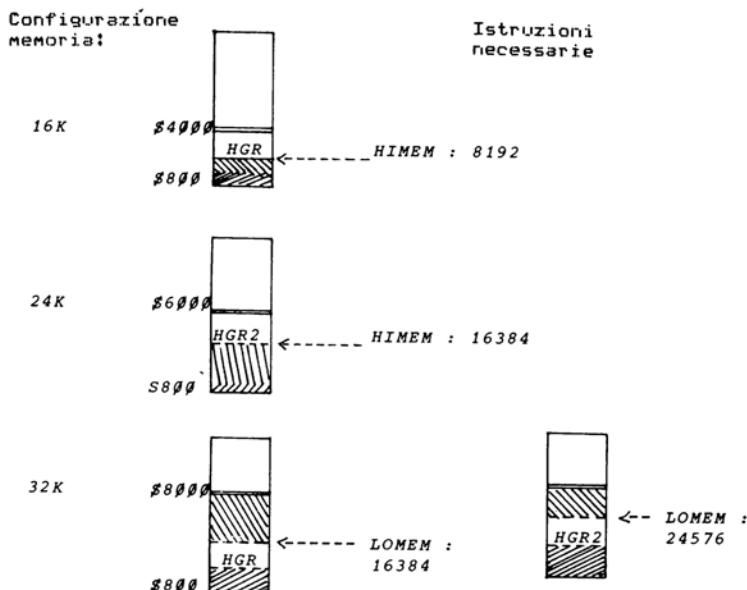 Configurazione
memoria:
Istruzioni
necessarie
16K
$4000
HGR
HIMEM : 8192
$800
24K
$6000
HGR2
HIMEM : 16384
S800
32K
$8000
HGR
LOMEM :
16384
$800
HGR2
LOMEM :
24576